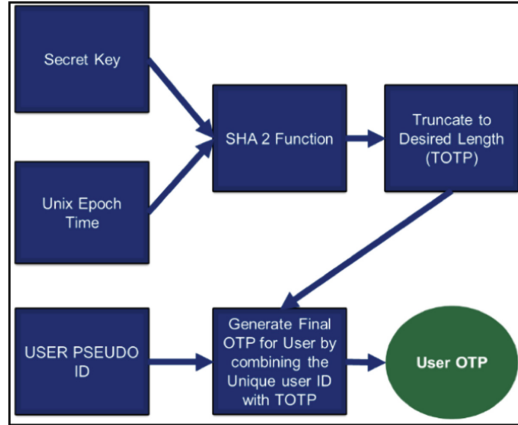 Secret Key
SHA 2 Function
Truncate to
Desired Length
(TOTP)
Unix Epoch
Time
USER PSEUDO
ID
Generate Final
OTP for User by
combining the
Unique user ID
with TOTP
User OTP